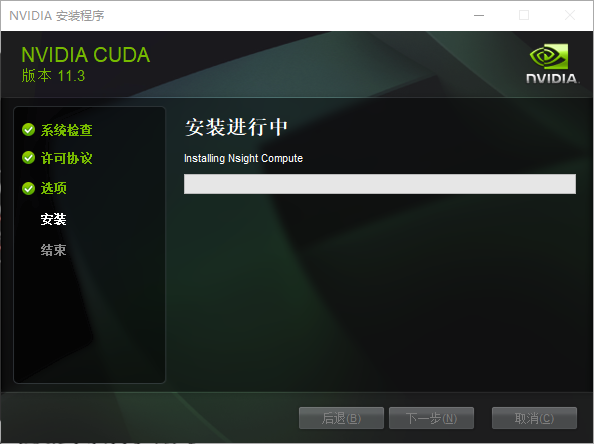 NVIDIA 安装程序
NVIDIA CUDA
版本 11.3
NVIDIA.
系统检查
许可协议
选项
安装
结束
安装进行中
Installing Nsight Compute
后退(B)
下一步(N)
取消(C)